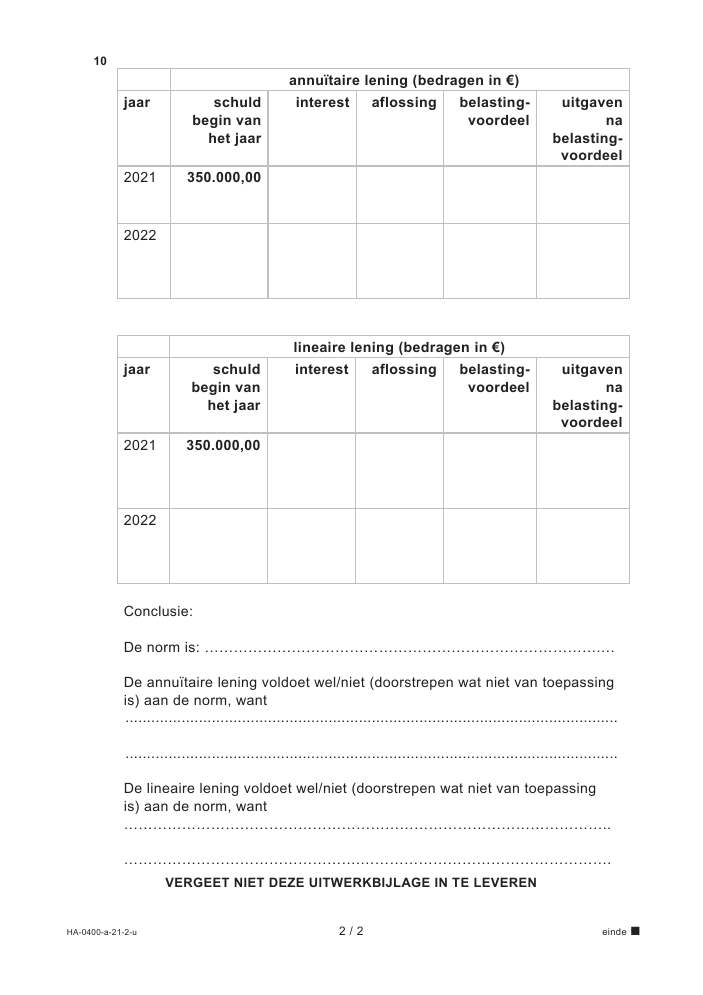 10
annuïtaire lening (bedragen in €)
jaar schuld begin van het jaar interest aflossing belasting-voordeel uitgaven na belasting-voordeel
2021 350.000,00
2022
lineaire lening (bedragen in €)
jaar schuld begin van het jaar interest aflossing belasting-voordeel uitgaven na belasting-voordeel
2021 350.000,00
2022
Conclusie:
De norm is: ……………………………………………………………………………
De annuïtaire lening voldoet wel/niet (doorstrepen wat niet van toepassing
is) aan de norm, want
..................................................................................................................
..................................................................................................................
De lineaire lening voldoet wel/niet (doorstrepen wat niet van toepassing
is) aan de norm, want
………………………………………………………………………………………..
……………………………………………………………………………………….
VERGEET NIET DEZE UITWERKBIJLAGE IN TE LEVEREN
HA-0400-a-21-2-u 2 / 2 einde ■